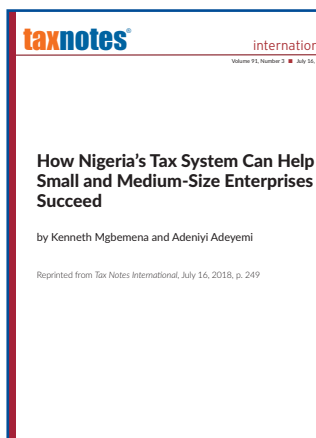 taxnotes®
internation
Volume 91, Number 3 ■ July 16,
How Nigeria's Tax System Can Help
Small and Medium-Size Enterprises
Succeed
by Kenneth Mgbemena and Adeniyi Adeyemi
Reprinted from Tax Notes International, July 16, 2018, p. 249